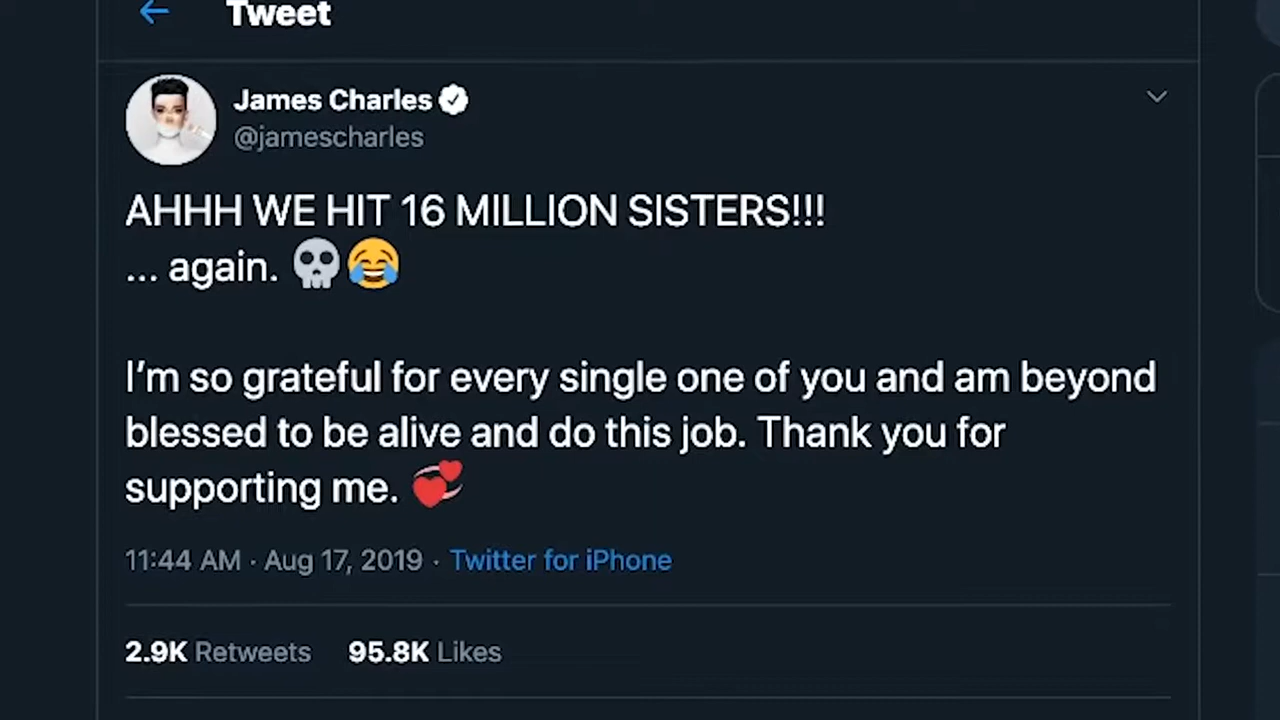 Tweet
James Charles
@jamescharles
AHHH WE HIT 16 MILLION SISTERS!!!
... again. 💀😂
I'm so grateful for every single one of you and am beyond
blessed to be alive and do this job. Thank you for
supporting me. 💞
11:44 AM · Aug 17, 2019 · Twitter for iPhone
2.9K Retweets 95.8K Likes